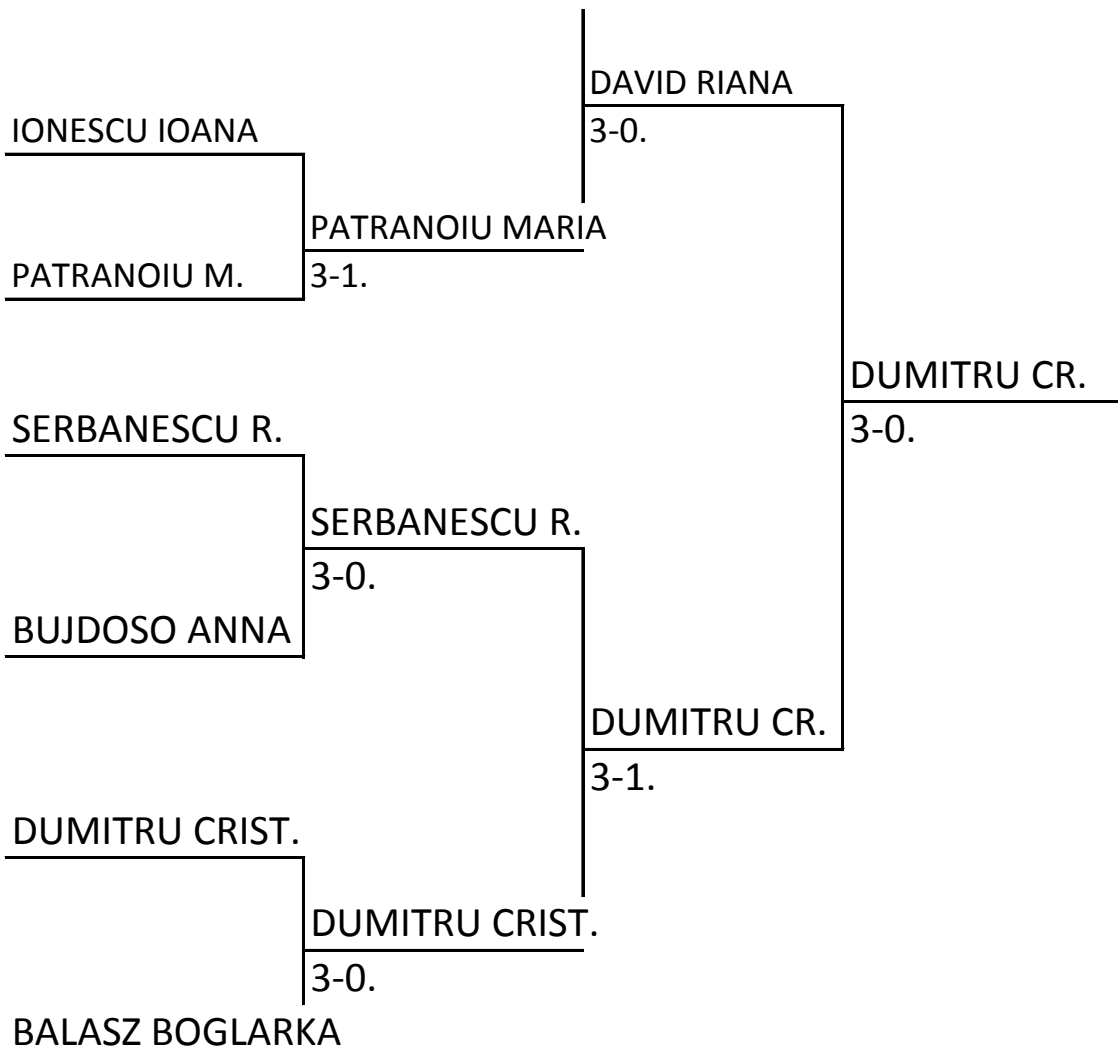 DAVID RIANA
IONESCU IOANA
3-0.
PATRANOIU MARIA
PATRANOIU M.
3-1.
DUMITRU CR.
SERBANESCU R.
3-0.
SERBANESCU R.
3-0.
BUJDOSO ANNA
DUMITRU CR.
3-1.
DUMITRU CRIST.
DUMITRU CRIST.
3-0.
BALASZ BOGLARKA